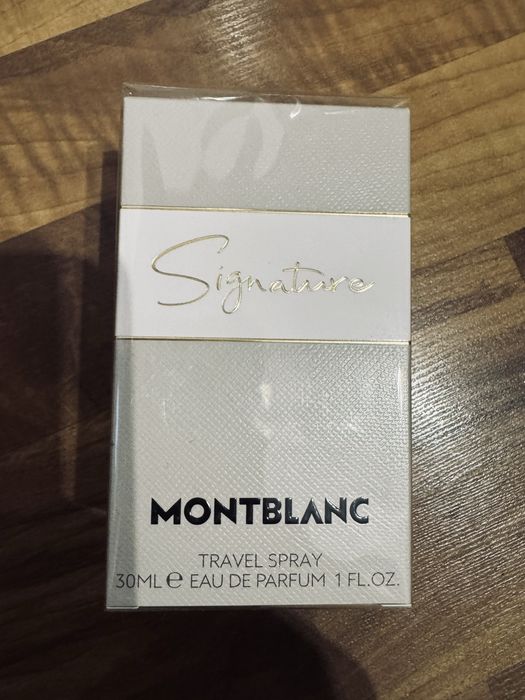 Signature
MONTBLANC
TRAVEL SPRAY
30ML ℮ EAU DE PARFUM 1 FL.OZ.